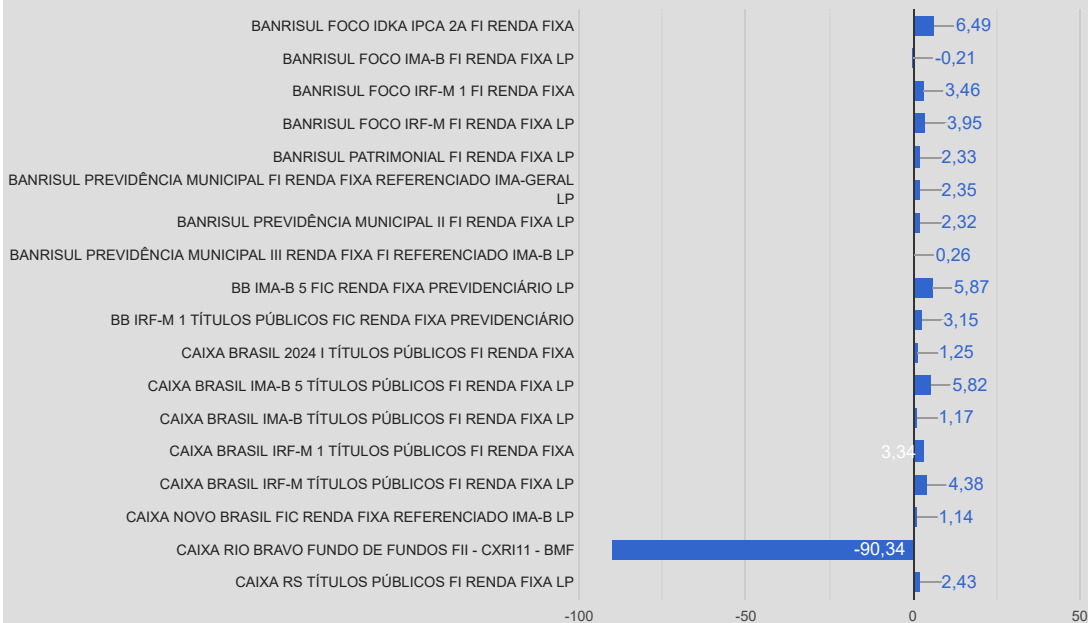 BANRISUL FOCO IDKA IPCA 2A FI RENDA FIXA 6,49
BANRISUL FOCO IMA-B FI RENDA FIXA LP -0,21
BANRISUL FOCO IRF-M 1 FI RENDA FIXA 3,46
BANRISUL FOCO IRF-M FI RENDA FIXA LP 3,95
BANRISUL PATRIMONIAL FI RENDA FIXA LP 2,33
BANRISUL PREVIDÊNCIA MUNICIPAL FI RENDA FIXA REFERENCIADO IMA-GERAL
LP 2,35
BANRISUL PREVIDÊNCIA MUNICIPAL II FI RENDA FIXA LP 2,32
BANRISUL PREVIDÊNCIA MUNICIPAL III RENDA FIXA FI REFERENCIADO IMA-B LP 0,26
BB IMA-B 5 FIC RENDA FIXA PREVIDENCIÁRIO LP 5,87
BB IRF-M 1 TÍTULOS PÚBLICOS FIC RENDA FIXA PREVIDENCIÁRIO 3,15
CAIXA BRASIL 2024 I TÍTULOS PÚBLICOS FI RENDA FIXA 1,25
CAIXA BRASIL IMA-B 5 TÍTULOS PÚBLICOS FI RENDA FIXA LP 5,82
CAIXA BRASIL IMA-B TÍTULOS PÚBLICOS FI RENDA FIXA LP 1,17
CAIXA BRASIL IRF-M 1 TÍTULOS PÚBLICOS FI RENDA FIXA 3,34
CAIXA BRASIL IRF-M TÍTULOS PÚBLICOS FI RENDA FIXA LP 4,38
CAIXA NOVO BRASIL FIC RENDA FIXA REFERENCIADO IMA-B LP 1,14
CAIXA RIO BRAVO FUNDO DE FUNDOS FII - CXRI11 - BMF -90,34
CAIXA RS TÍTULOS PÚBLICOS FI RENDA FIXA LP 2,43
-100 -50 0 50